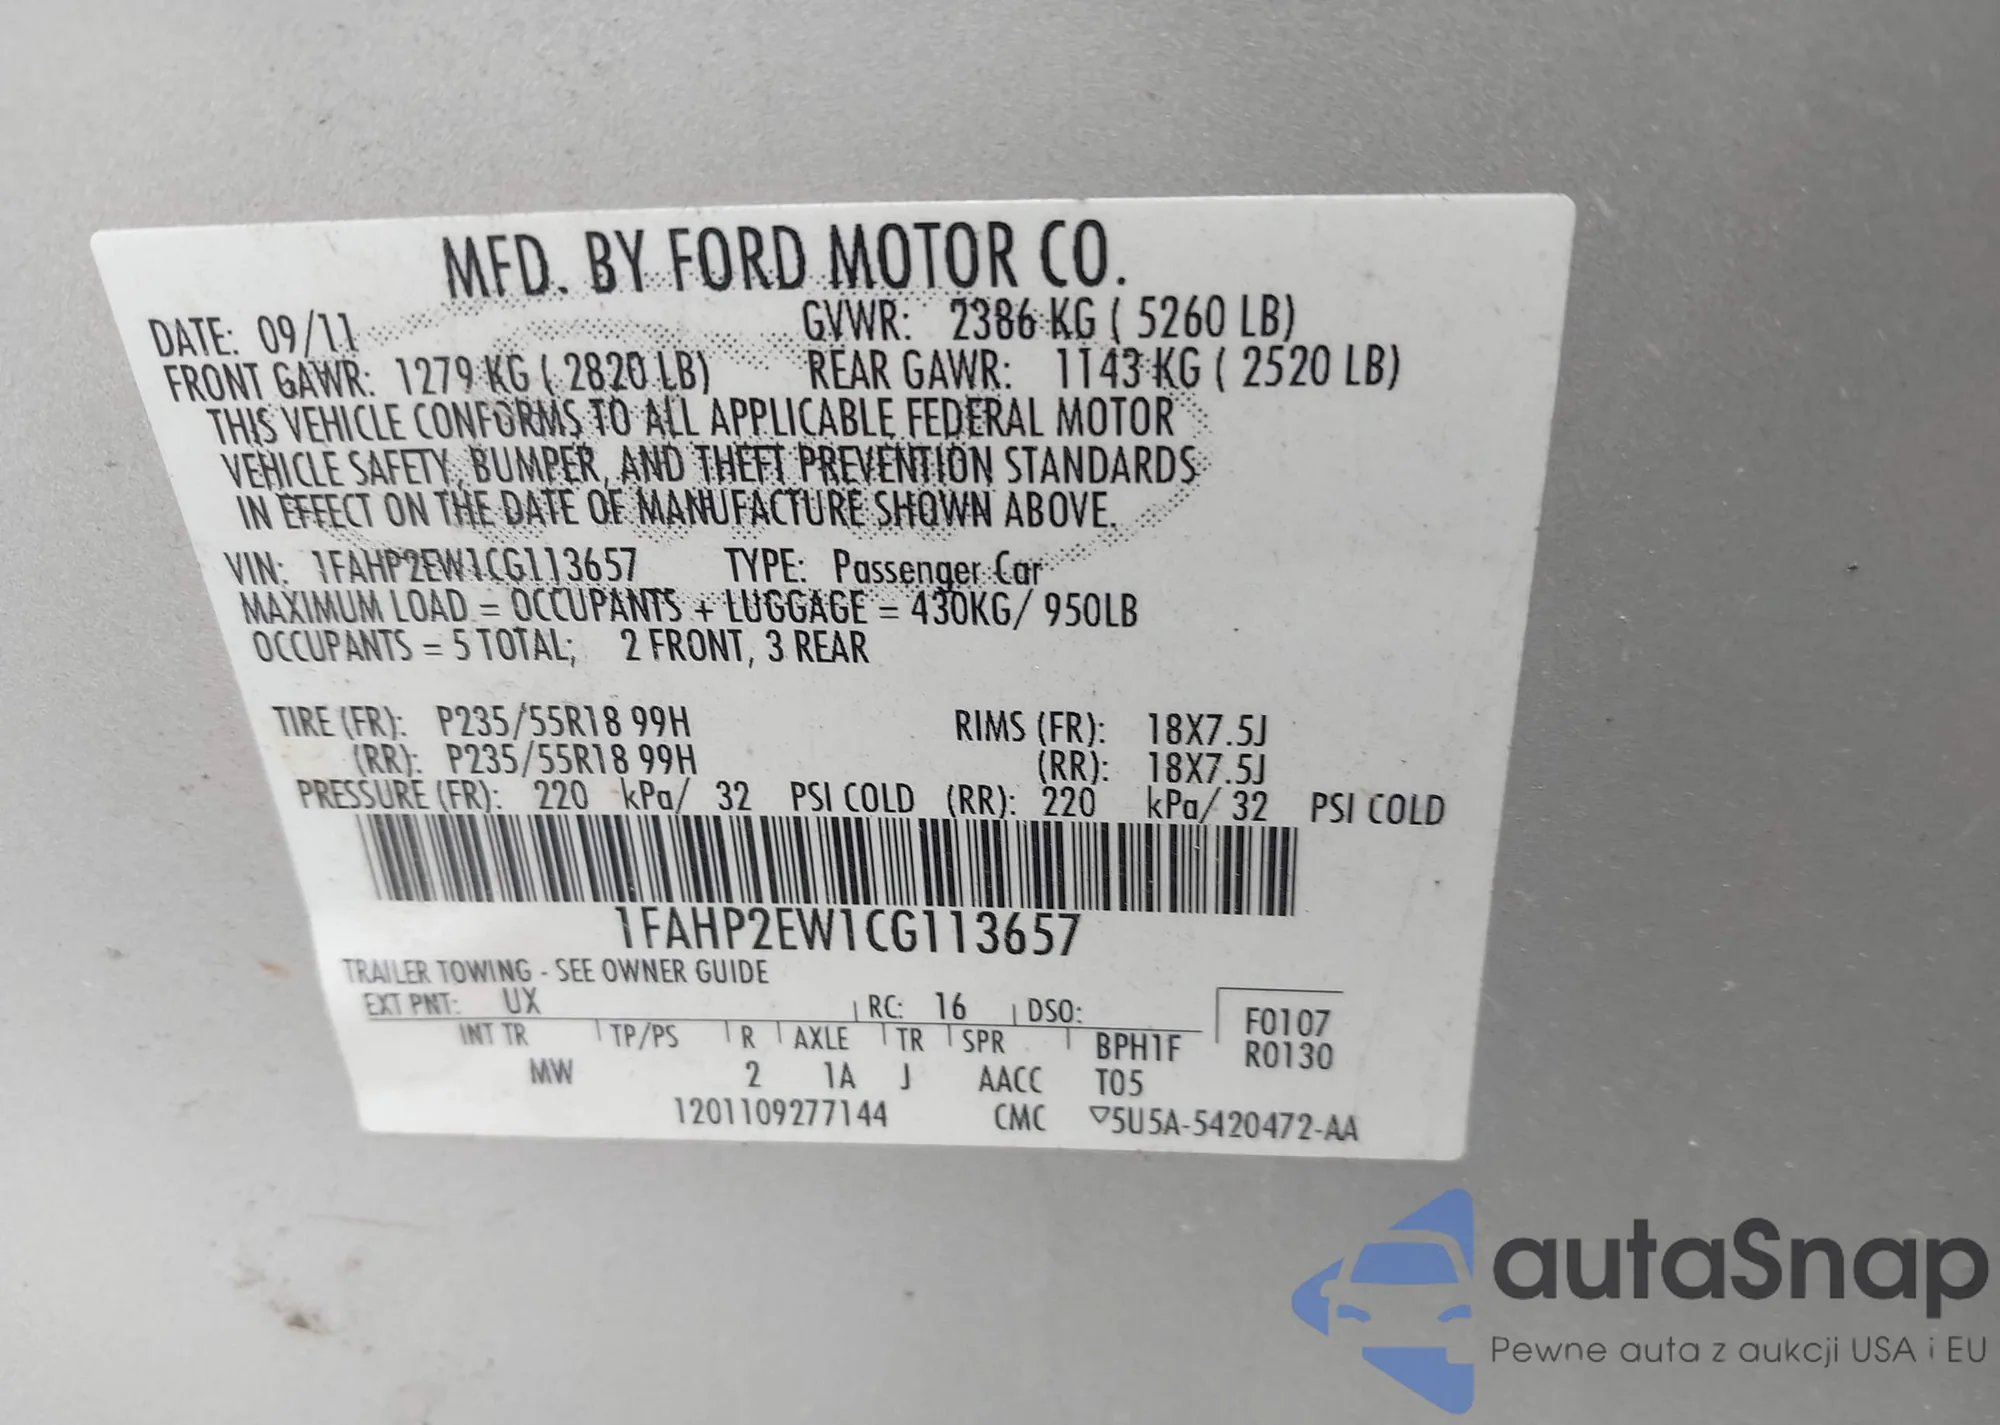 MFD. BY FORD MOTOR CO.
DATE: 09/11 GVWR: 2386 KG ( 5260 LB)
FRONT GAWR: 1279 KG ( 2820 LB) REAR GAWR: 1143 KG ( 2520 LB)
THIS VEHICLE CONFORMS TO ALL APPLICABLE FEDERAL MOTOR
VEHICLE SAFETY, BUMPER, AND THEFT PREVENTION STANDARDS
IN EFFECT ON THE DATE OF MANUFACTURE SHOWN ABOVE.
VIN: 1FAHP2EW1CG113657 TYPE: Passenger Car
MAXIMUM LOAD = OCCUPANTS + LUGGAGE = 430KG/ 950LB
OCCUPANTS = 5 TOTAL; 2 FRONT, 3 REAR
TIRE (FR): P235/55R18 99H RIMS (FR): 18X7.5J
(RR): P235/55R18 99H (RR): 18X7.5J
PRESSURE (FR): 220 kPa/ 32 PSI COLD (RR): 220 kPa/ 32 PSI COLD
1FAHP2EW1CG113657
TRAILER TOWING - SEE OWNER GUIDE
EXT PNT: UX RC: 16 DSO: F0107
INT TR TP/PS R AXLE TR SPR BPH1F R0130
MW 2 1A J AACC T05
1201109277144 CMC ▽5U5A-5420472-AA
autaSnap
Pewne auta z aukcji USA i EU